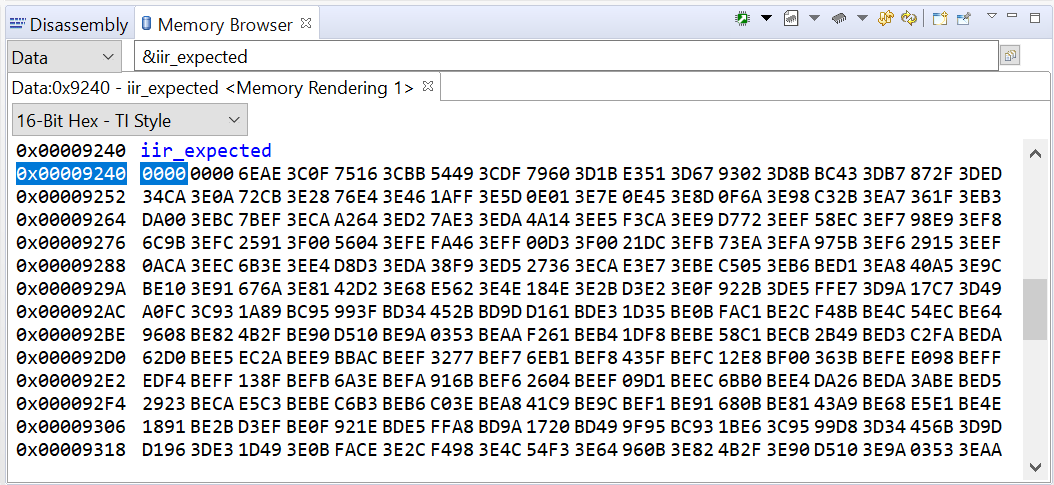 Disassembly Memory Browser
Data &iir_expected
Data:0x9240 - iir_expected <Memory Rendering 1>
16-Bit Hex - TI Style
0x00009240 iir_expected
0x00009240 0000 0000 6EAE 3C0F 7516 3CBB 5449 3CDF 7960 3D1B E351 3D67 9302 3D8B BC43 3DB7 872F 3DED
0x00009252 34CA 3E0A 72CB 3E28 76E4 3E46 1AFF 3E5D 0E01 3E7E 0E45 3E8D 0F6A 3E98 C32B 3EA7 361F 3EB3
0x00009264 DA00 3EBC 7BEF 3ECA A264 3ED2 7AE3 3EDA 4A14 3EE5 F3CA 3EE9 D772 3EEF 58EC 3EF7 98E9 3EF8
0x00009276 6C9B 3EFC 2591 3F00 5604 3EFE FA46 3EFF 00D3 3F00 21DC 3EFB 73EA 3EFA 975B 3EF6 2915 3EEF
0x00009288 0ACA 3EEC 6B3E 3EE4 D8D3 3EDA 38F9 3ED5 2736 3ECA E3E7 3EBE C505 3EB6 BED1 3EA8 40A5 3E9C
0x0000929A BE10 3E91 676A 3E81 42D2 3E68 E562 3E4E 184E 3E2B D3E2 3E0F 922B 3DE5 FFE7 3D9A 17C7 3D49
0x000092AC A0FC 3C93 1A89 BC95 993F BD34 452B BD9D D161 BDE3 1D35 BE0B FAC1 BE2C F48B BE4C 54EC BE64
0x000092BE 9608 BE82 4B2F BE90 D510 BE9A 0353 BEAA F261 BEB4 1DF8 BEBE 58C1 BECB 2B49 BED3 C2FA BEDA
0x000092D0 62D0 BEE5 EC2A BEE9 BBAC BEEF 3277 BEF7 6EB1 BEF8 435F BEFC 12E8 BF00 363B BEFE E098 BEFF
0x000092E2 EDF4 BEFF 138F BEFB 6A3E BEFA 916B BEF6 2604 BEEF 09D1 BEEC 6BB0 BEE4 DA26 BEDA 3ABE BED5
0x000092F4 2923 BECA E5C3 BEBE C6B3 BEB6 C03E BEA8 41C9 BE9C BEF1 BE91 680B BE81 43A9 BE68 E5E1 BE4E
0x00009306 1891 BE2B D3EF BE0F 921E BDE5 FFA8 BD9A 1720 BD49 9F95 BC93 1BE6 3C95 99D8 3D34 456B 3D9D
0x00009318 D196 3DE3 1D49 3E0B FACE 3E2C F498 3E4C 54F3 3E64 960B 3E82 4B2F 3E90 D510 3E9A 0353 3EAA